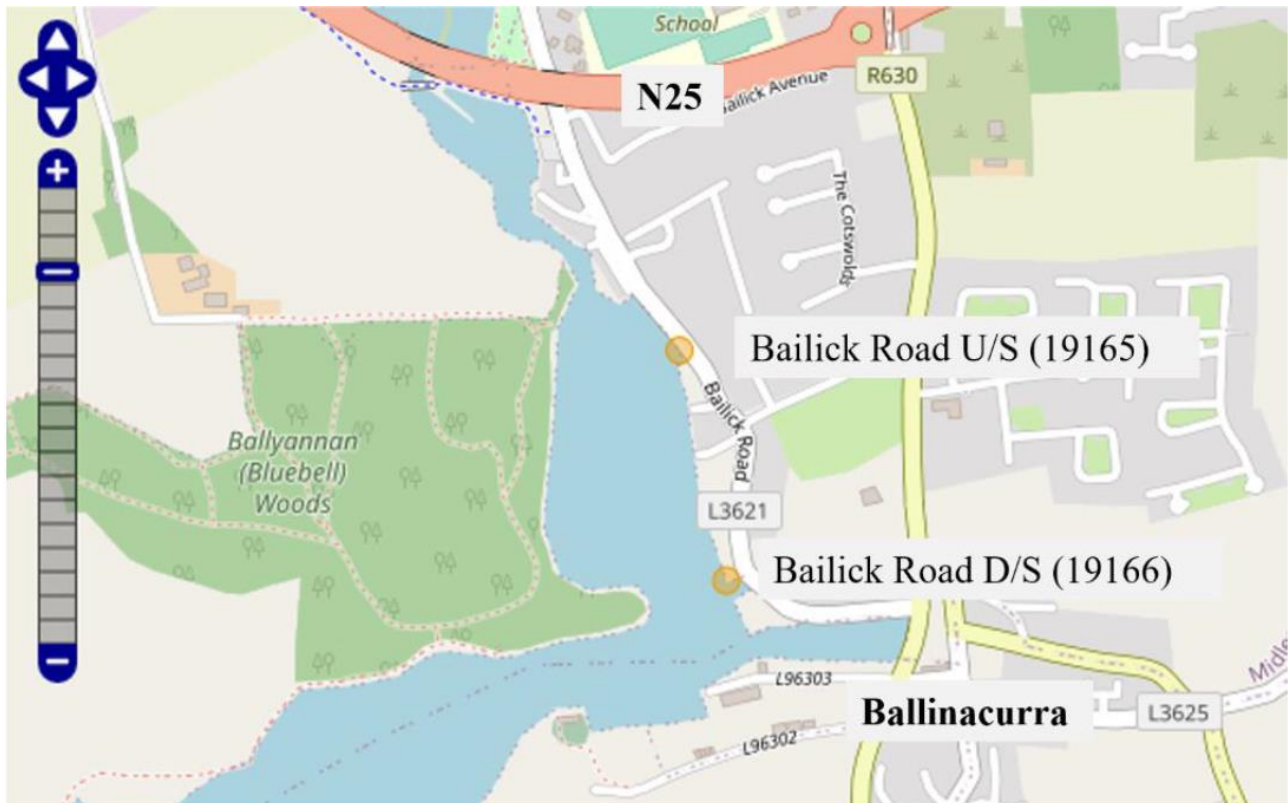 School
N25
Bailick Avenue
R630
The Cotswolds
Bailick Road U/S (19165)
Bailick Road
Ballyannan
(Bluebell)
Woods
L3621
Bailick Road D/S (19166)
L96303
Ballinacurra
L3625
L96302